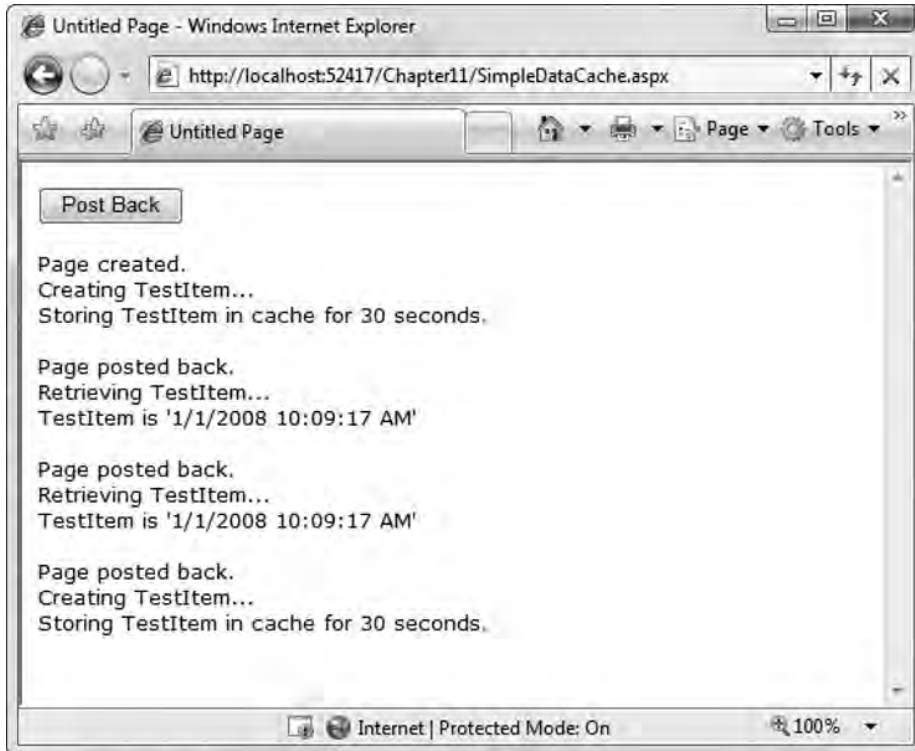 Untitled Page - Windows Internet Explorer
http://localhost:52417/Chapter11/SimpleDataCache.aspx
Untitled Page
Page
Tools
»
Post Back
Page created.
Creating TestItem...
Storing TestItem in cache for 30 seconds.
Page posted back.
Retrieving TestItem...
TestItem is '1/1/2008 10:09:17 AM'
Page posted back.
Retrieving TestItem...
TestItem is '1/1/2008 10:09:17 AM'
Page posted back.
Creating TestItem...
Storing TestItem in cache for 30 seconds.
Internet | Protected Mode: On
100%